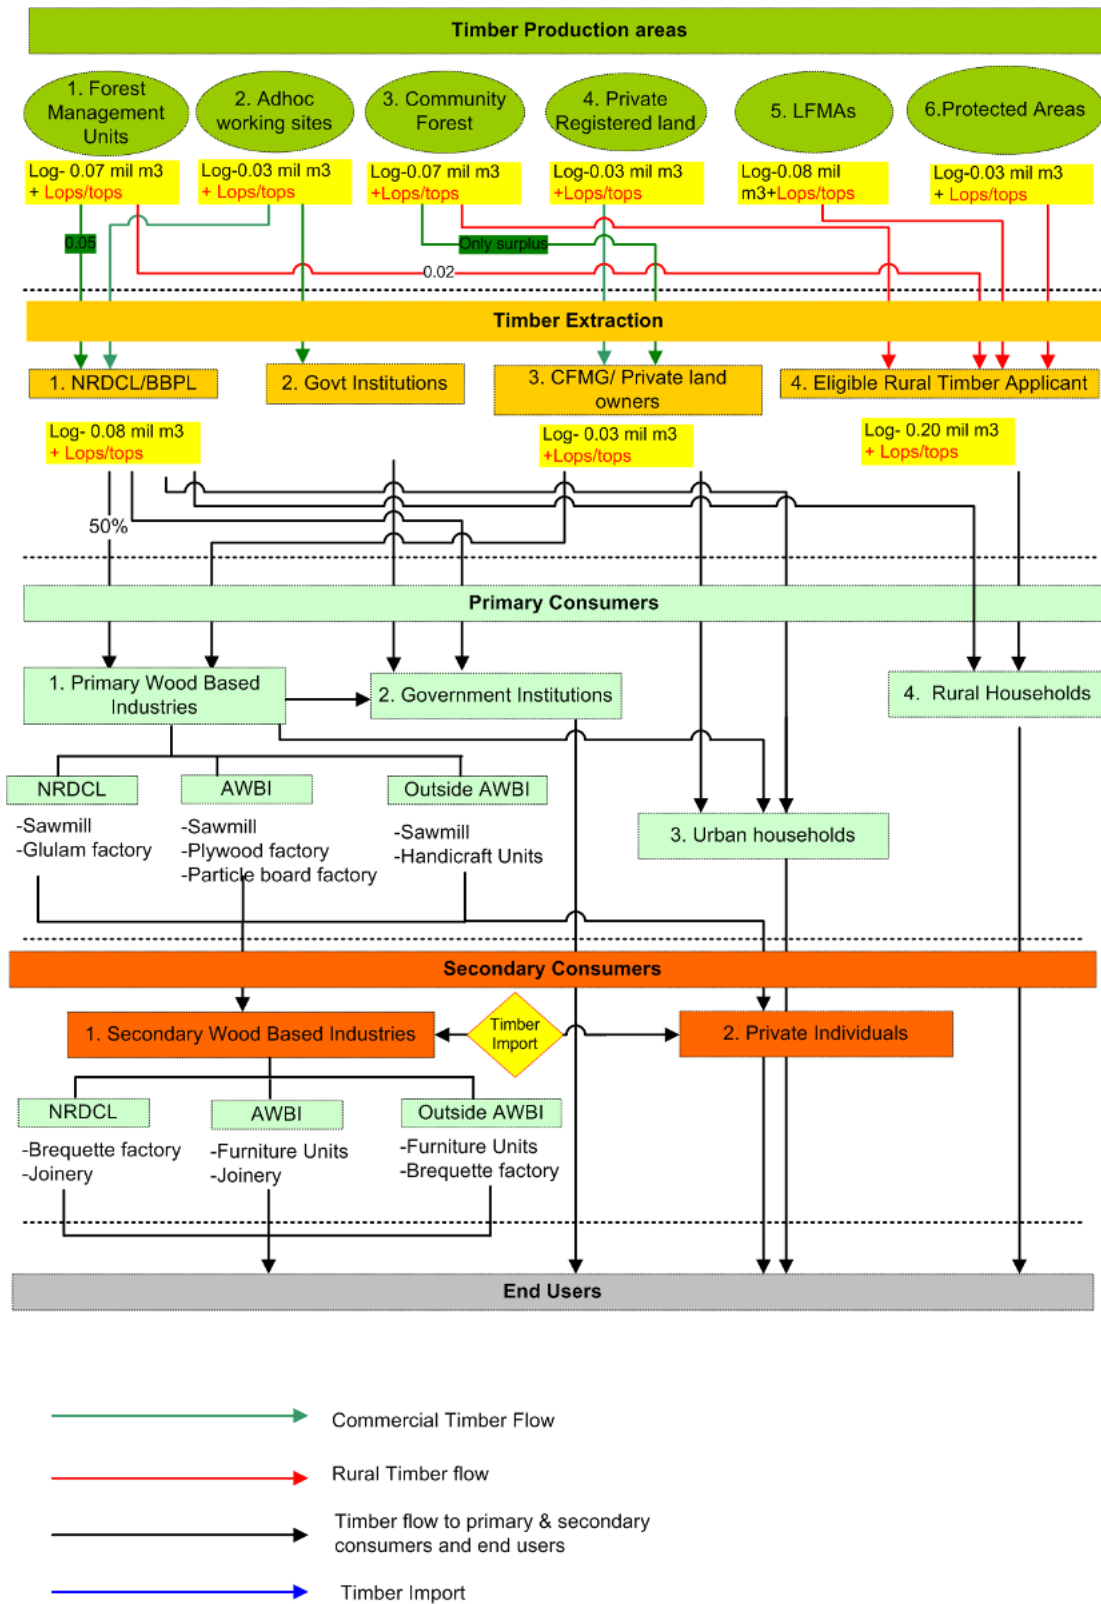 Timber Production areas
1. Forest
Management
Units
2. Adhoc
working sites
3. Community
Forest
4. Private
Registered land
5. LFMAs
6.Protected Areas
Log- 0.07 mil m3
+ Lops/tops
Log-0.03 mil m3
+ Lops/tops
Log-0.07 mil m3
+Lops/tops
Log-0.03 mil m3
+Lops/tops
Log-0.08 mil
m3+Lops/tops
Log-0.03 mil m3
+ Lops/tops
0.05
Only surplus
0.02
Timber Extraction
1. NRDCL/BBPL
2. Govt Institutions
3. CFMG/ Private land
owners
4. Eligible Rural Timber Applicant
Log- 0.08 mil m3
+ Lops/tops
Log- 0.03 mil m3
+Lops/tops
Log- 0.20 mil m3
+ Lops/tops
50%
Primary Consumers
1. Primary Wood Based
Industries
2. Government Institutions
4. Rural Households
NRDCL
AWBI
Outside AWBI
-Sawmill
-Glulam factory
-Sawmill
-Plywood factory
-Particle board factory
-Sawmill
-Handicraft Units
3. Urban households
Secondary Consumers
1. Secondary Wood Based Industries
Timber
Import
2. Private Individuals
NRDCL
AWBI
Outside AWBI
-Brequette factory
-Joinery
-Furniture Units
-Joinery
-Furniture Units
-Brequette factory
End Users
Commercial Timber Flow
Rural Timber flow
Timber flow to primary & secondary
consumers and end users
Timber Import